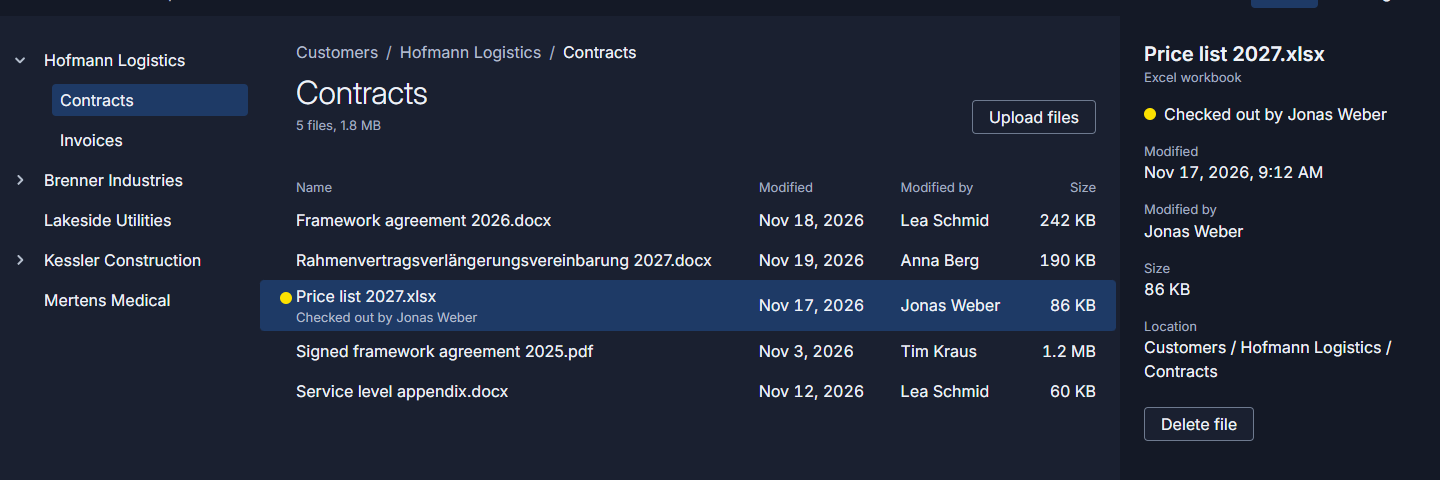 Hofmann Logistics
Contracts
Invoices
Brenner Industries
Lakeside Utilities
Kessler Construction
Mertens Medical
Customers / Hofmann Logistics / Contracts
Contracts
5 files, 1.8 MB
Upload files
Name Modified Modified by Size
Framework agreement 2026.docx Nov 18, 2026 Lea Schmid 242 KB
Rahmenvertragsverlängerungsvereinbarung 2027.docx Nov 19, 2026 Anna Berg 190 KB
Price list 2027.xlsx Nov 17, 2026 Jonas Weber 86 KB
Checked out by Jonas Weber
Signed framework agreement 2025.pdf Nov 3, 2026 Tim Kraus 1.2 MB
Service level appendix.docx Nov 12, 2026 Lea Schmid 60 KB
Price list 2027.xlsx
Excel workbook
Checked out by Jonas Weber
Modified
Nov 17, 2026, 9:12 AM
Modified by
Jonas Weber
Size
86 KB
Location
Customers / Hofmann Logistics /
Contracts
Delete file